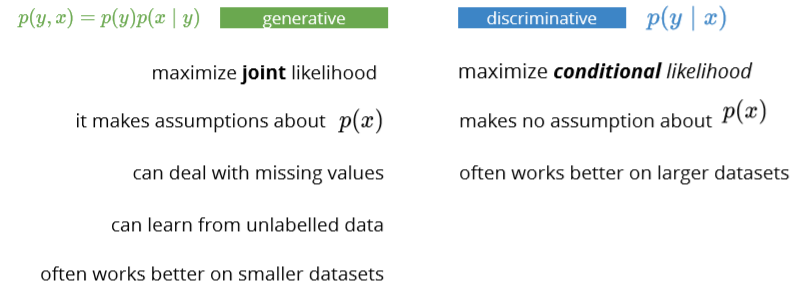 p(y, x) = p(y)p(x | y) generative
maximize joint likelihood
it makes assumptions about p(x)
can deal with missing values
can learn from unlabelled data
often works better on smaller datasets
discriminative p(y | x)
maximize conditional likelihood
makes no assumption about p(x)
often works better on larger datasets